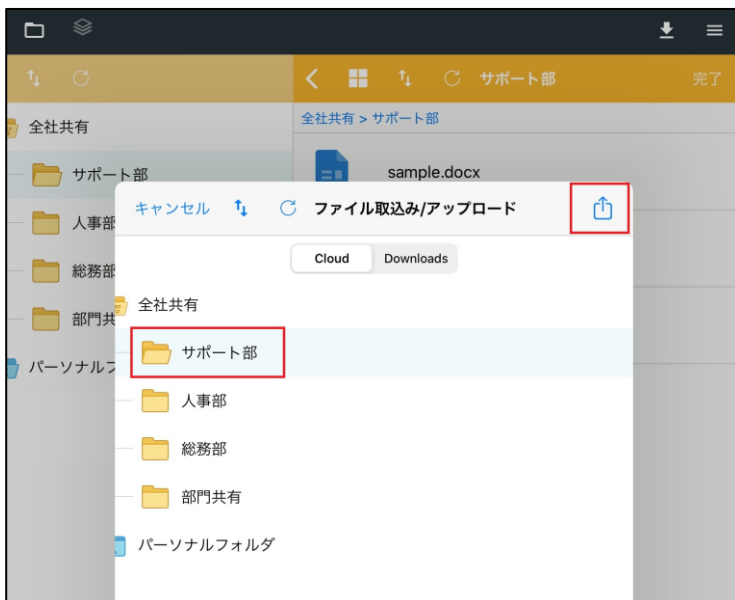 サポート部
完了
全社共有
全社共有 > サポート部
サポート部
sample.docx
人事部
総務部
部門共
パーソナルフ
キャンセル
ファイル取込み/アップロード
Cloud
Downloads
全社共有
サポート部
人事部
総務部
部門共有
パーソナルフォルダ